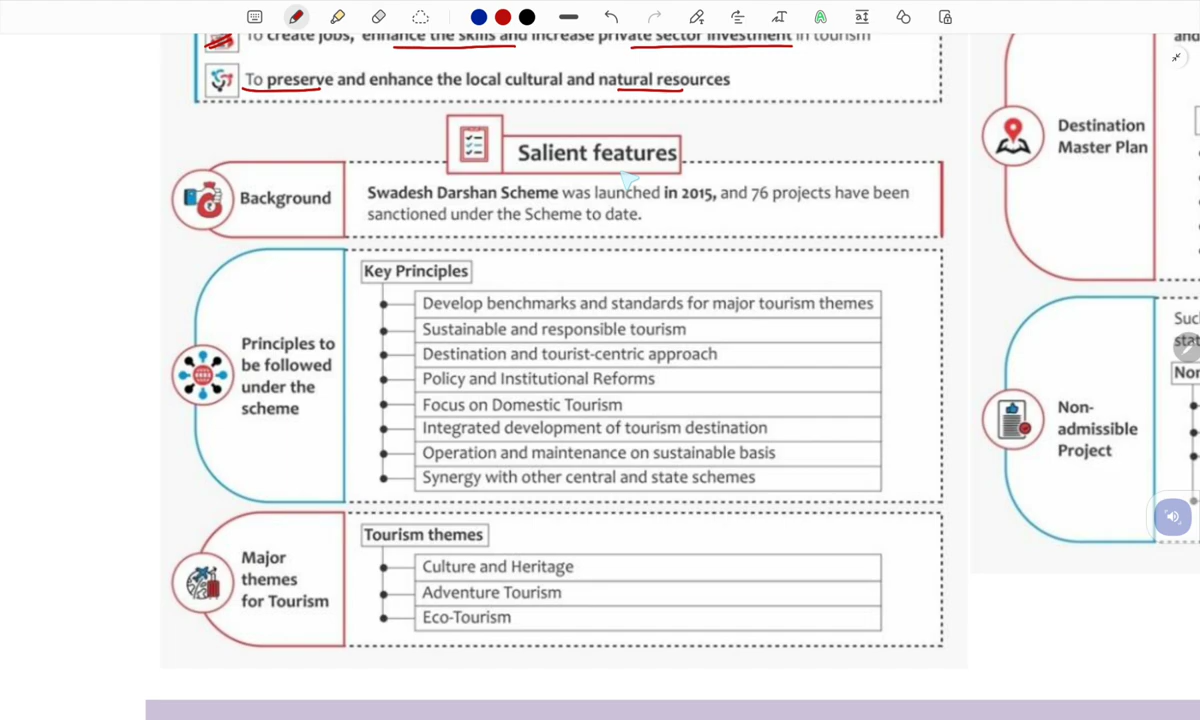 To create jobs, enhance the skills and increase private sector investment in tourism
To preserve and enhance the local cultural and natural resources
Salient features
Background
Swadesh Darshan Scheme was launched in 2015, and 76 projects have been
sanctioned under the Scheme to date.
Principles to
be followed
under the
scheme
Key Principles
Develop benchmarks and standards for major tourism themes
Sustainable and responsible tourism
Destination and tourist-centric approach
Policy and Institutional Reforms
Focus on Domestic Tourism
Integrated development of tourism destination
Operation and maintenance on sustainable basis
Synergy with other central and state schemes
Major
themes
for Tourism
Tourism themes
Culture and Heritage
Adventure Tourism
Eco-Tourism
and
Destination
Master Plan
Non-
admissible
Project